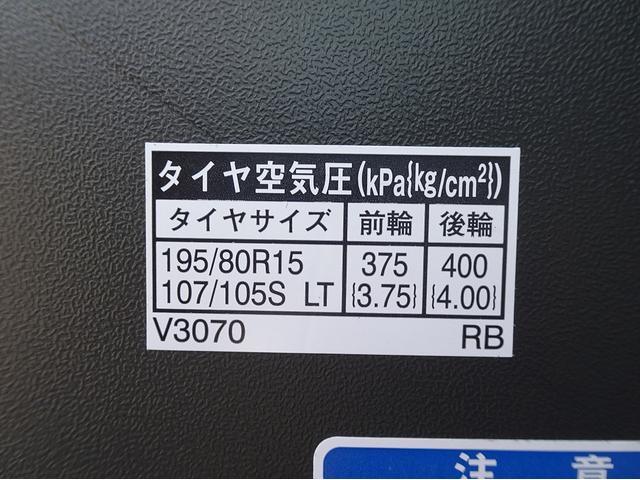 タイヤ空気圧(kPa{kg/cm²})
タイヤサイズ 前輪 後輪
195/80R15 375 400
107/105S LT {3.75} {4.00}
V3070 RB
注意